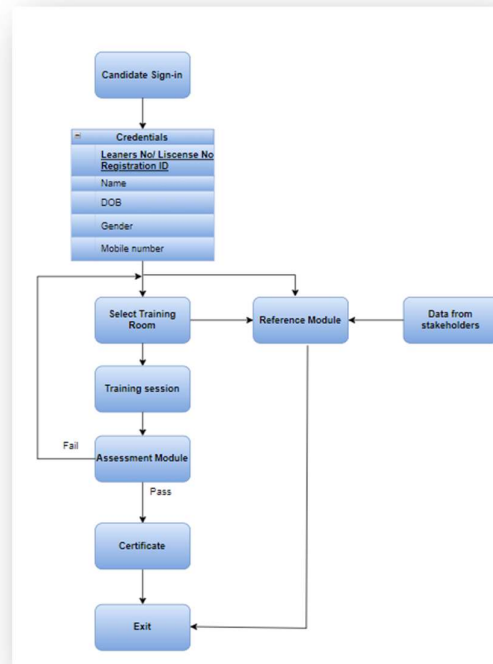 Candidate Sign-in
Credentials
Leaners No/ Liscense No
Registration ID
Name
DOB
Gender
Mobile number
Select Training
Room
Reference Module
Data from
stakeholders
Training session
Fail
Assessment Module
Pass
Certificate
Exit